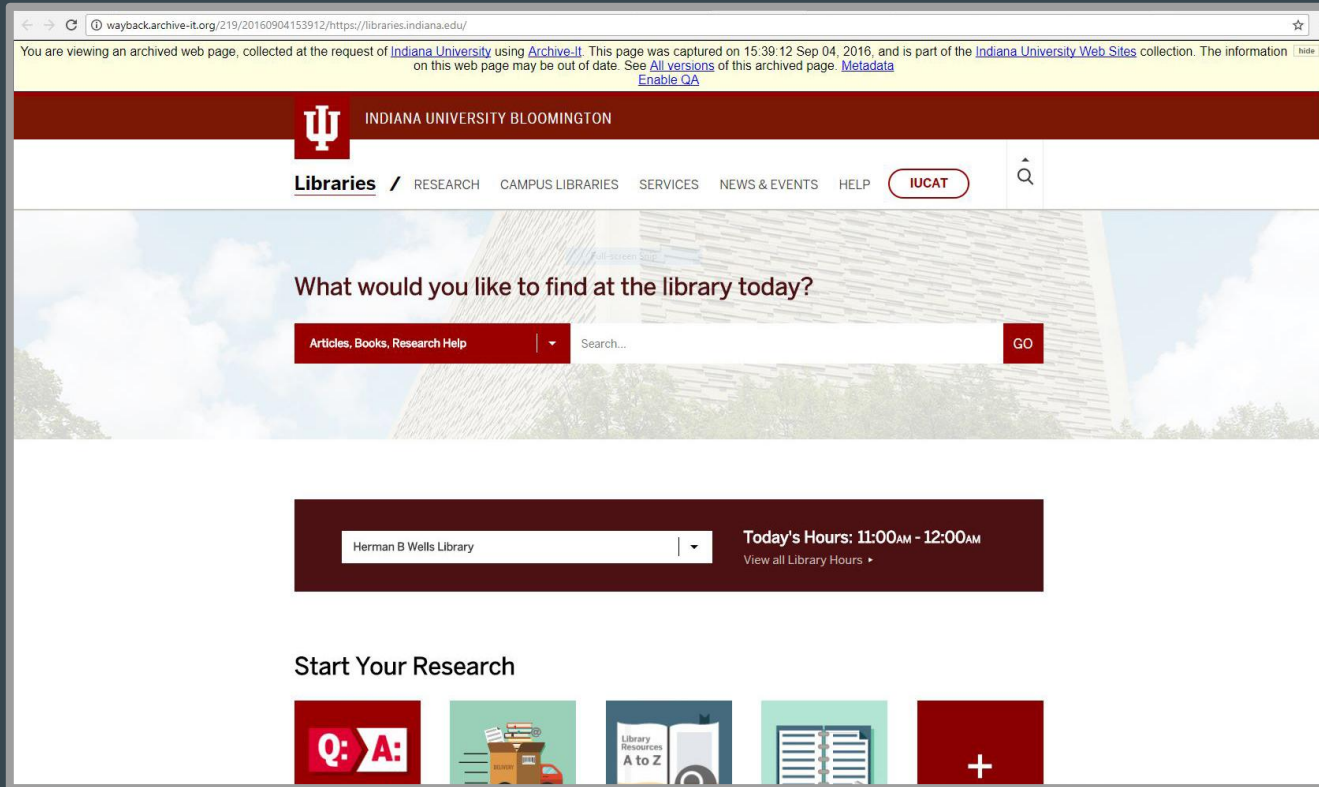 wayback.archive-it.org/219/20160904153912/https://libraries.indiana.edu/
You are viewing an archived web page, collected at the request of Indiana University using Archive-It. This page was captured on 15:39:12 Sep 04, 2016, and is part of the Indiana University Web Sites collection. The information hide
on this web page may be out of date. See All versions of this archived page. Metadata
Enable QA
INDIANA UNIVERSITY BLOOMINGTON
Libraries / RESEARCH CAMPUS LIBRARIES SERVICES NEWS & EVENTS HELP IUCAT
Full-screen Snip
What would you like to find at the library today?
Articles, Books, Research Help Search... GO
Herman B Wells Library
Today's Hours: 11:00AM - 12:00AM
View all Library Hours
Start Your Research
Q: A:
DELIVERY
Library
Resources
A to Z